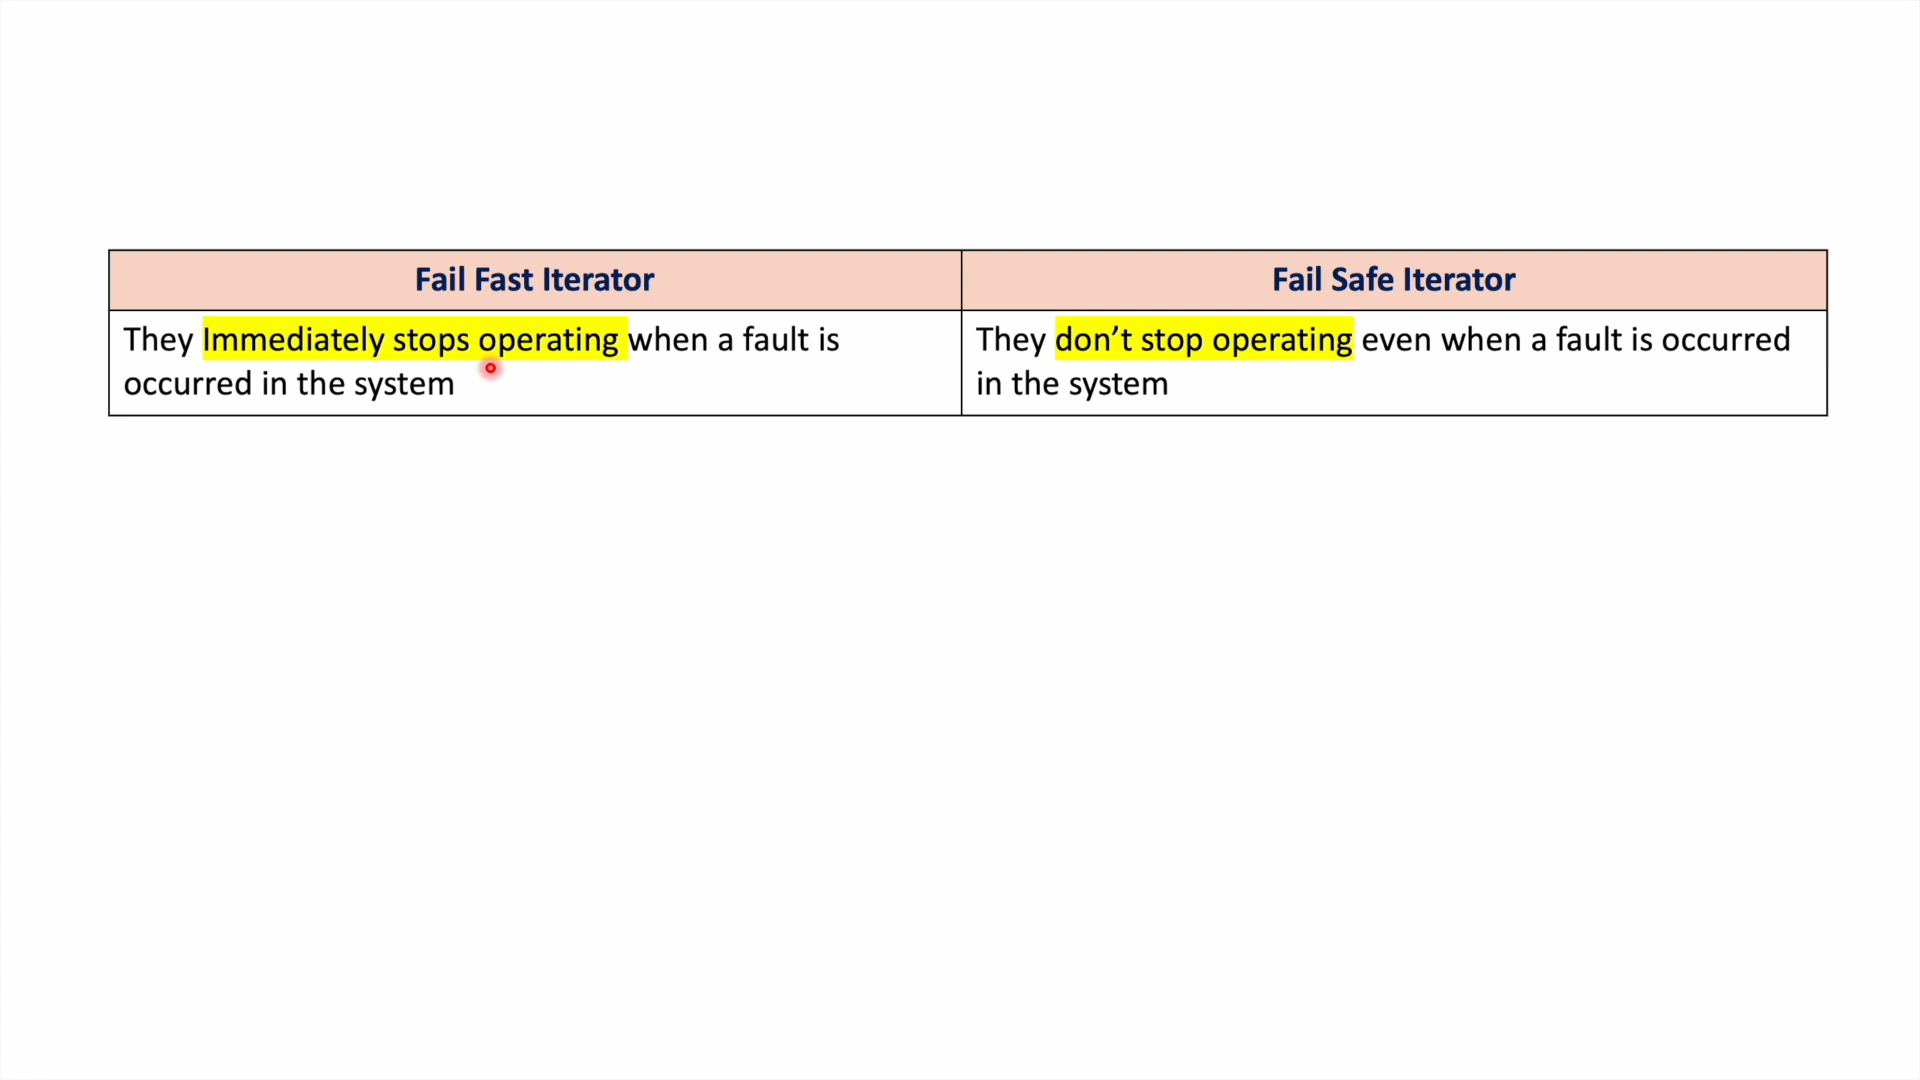 Fail Fast Iterator
Fail Safe Iterator
They Immediately stops operating when a fault is
occurred in the system
They don’t stop operating even when a fault is occurred
in the system